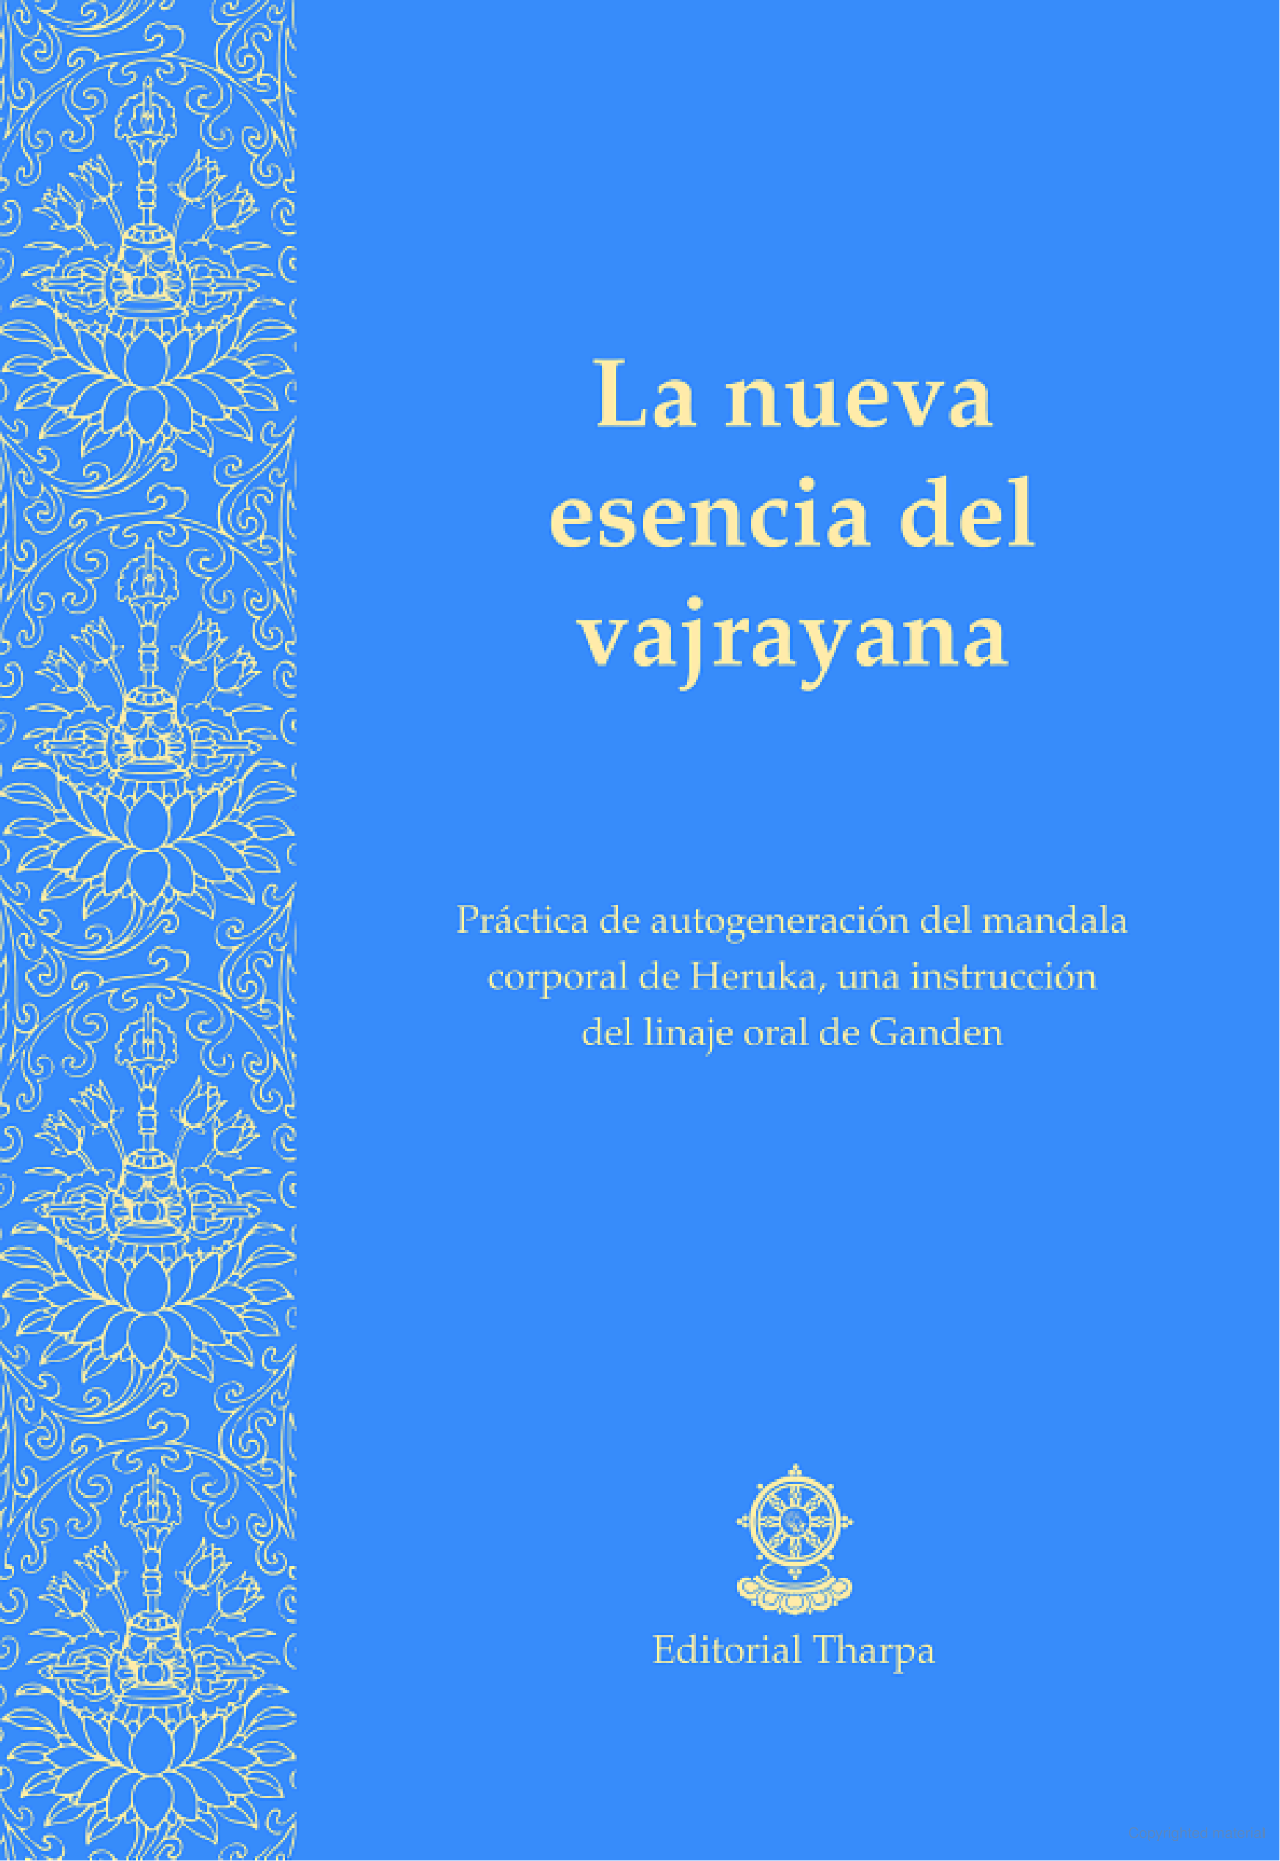 La nueva
esencia del
vajrayana
Práctica de autogeneración del mandala
corporal de Heruka, una instrucción
del linaje oral de Ganden
Editorial Tharpa